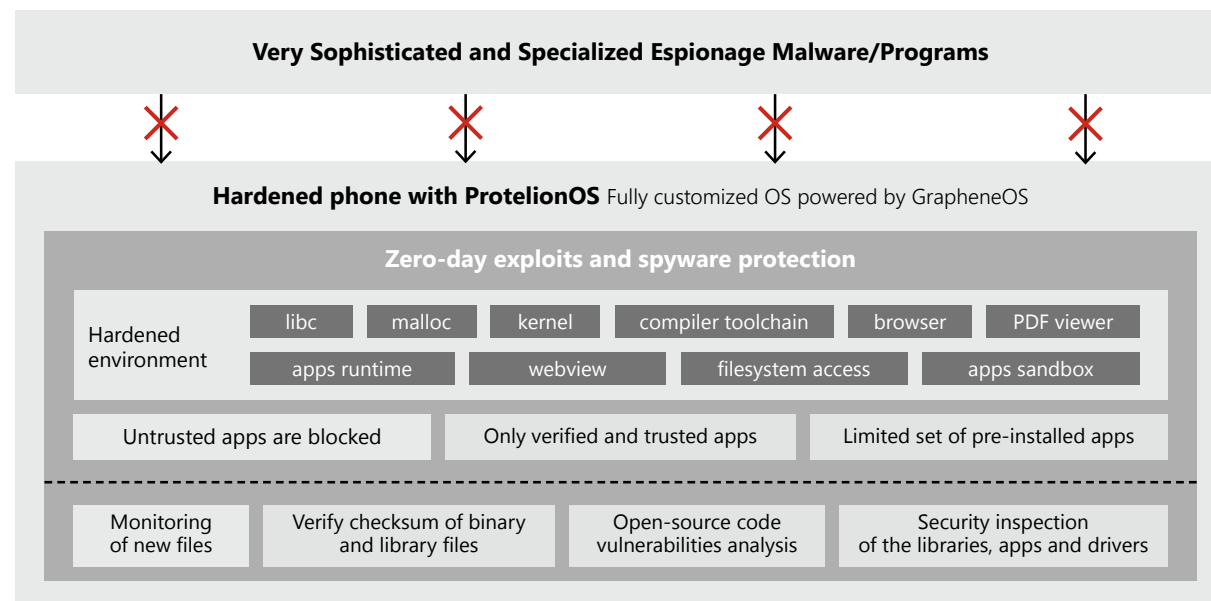 Very Sophisticated and Specialized Espionage Malware/Programs
Hardened phone with ProtelionOS Fully customized OS powered by GrapheneOS
Zero-day exploits and spyware protection
Hardened
environment
libc
malloc
kernel
compiler toolchain
browser
PDF viewer
apps runtime
webview
filesystem access
apps sandbox
Untrusted apps are blocked
Only verified and trusted apps
Limited set of pre-installed apps
Monitoring
of new files
Verify checksum of binary
and library files
Open-source code
vulnerabilities analysis
Security inspection
of the libraries, apps and drivers